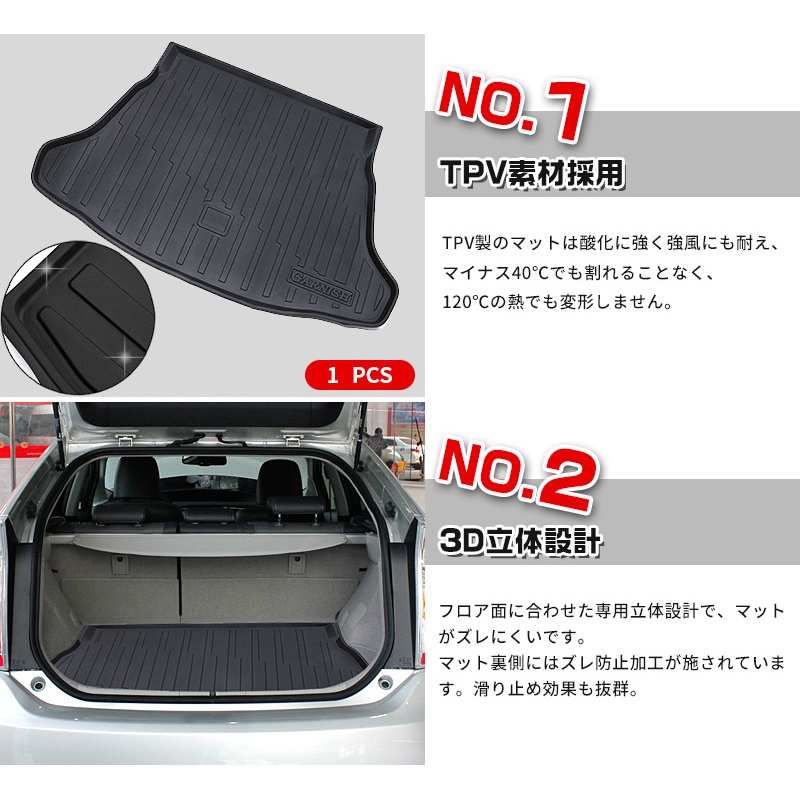 NO.1
TPV素材採用
TPV製のマットは酸化に強く強風にも耐え、
マイナス40℃でも割れることなく、
120℃の熱でも変形しません。
GARNISH
1 PCS
NO.2
3D立体設計
フロア面に合わせた専用立体設計で、マット
がズレにくいです。
マット裏側にはズレ防止加工が施されていま
す。滑り止め効果も抜群。